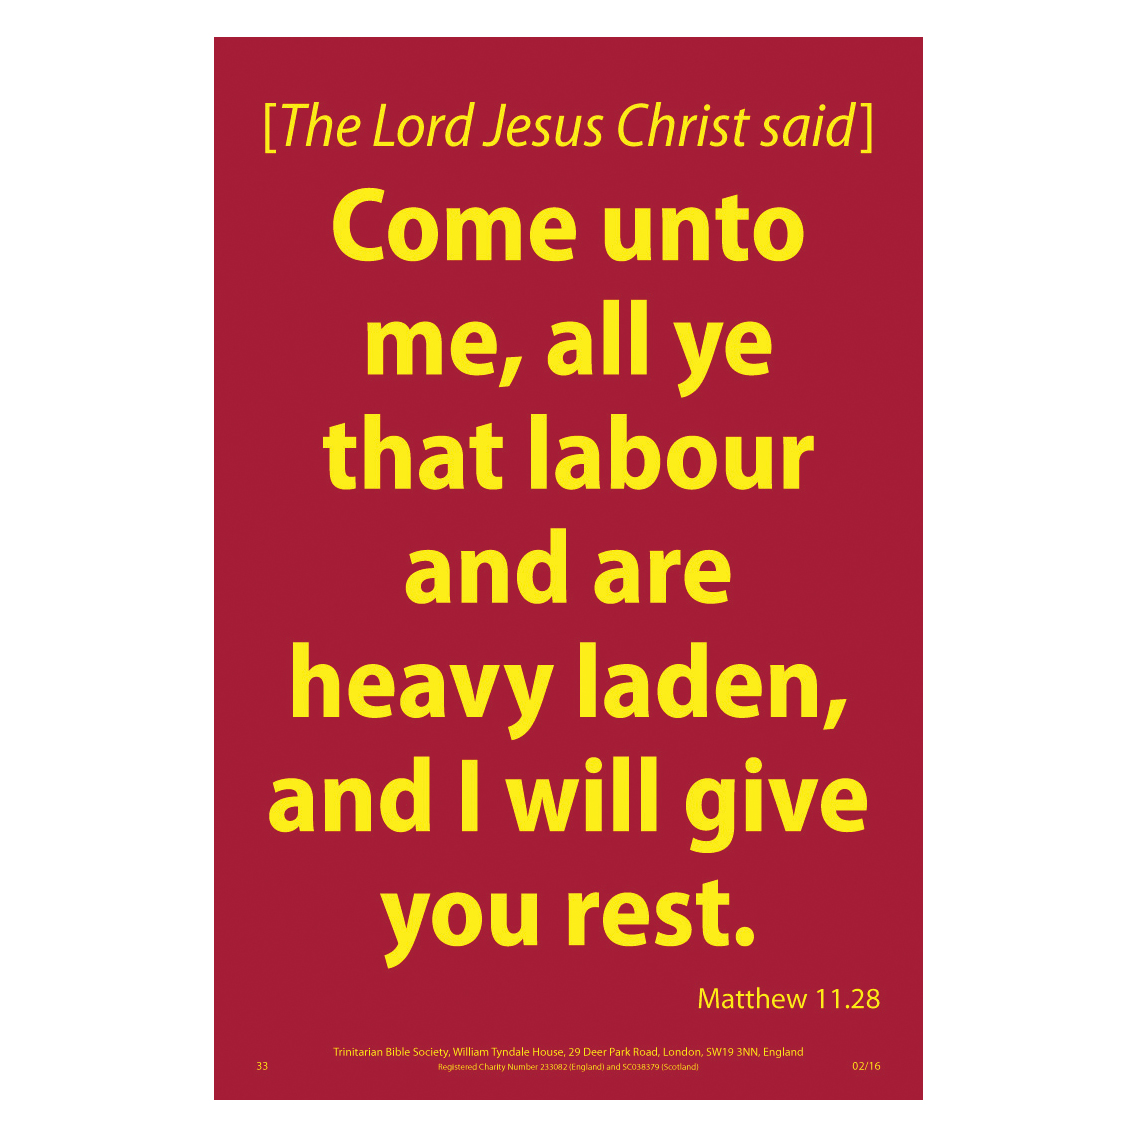 [The Lord Jesus Christ said]
Come unto
me, all ye
that labour
and are
heavy laden,
and I will give
you rest.
Matthew 11.28
Trinitarian Bible Society, William Tyndale House, 29 Deer Park Road, London, SW19 3NN, England
33 Registered Charity Number 233082 (England) and SC038379 (Scotland) 02/16